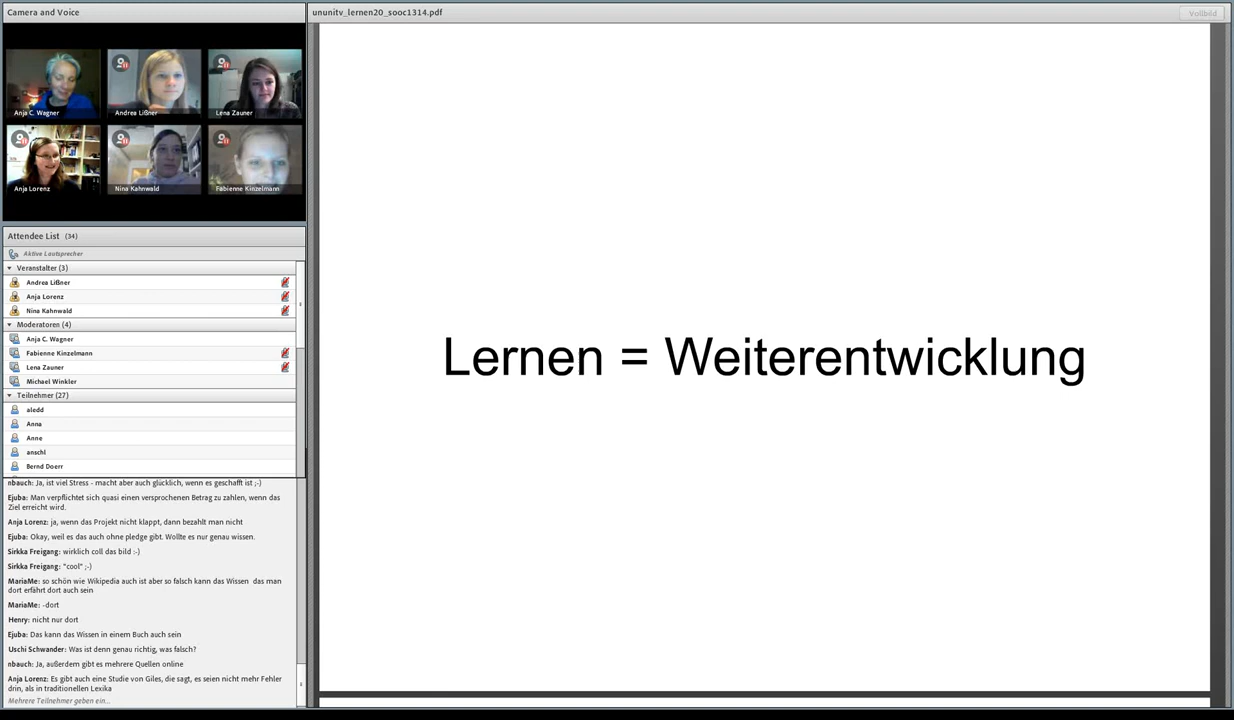 Camera and Voice
Anja C. Wagner
Andrea Lißner
Lena Zauner
Anja Lorenz
Nina Kahnwald
Fabienne Kinzelmann
Attendee List (34)
Aktive Lautsprecher
Veranstalter (3)
Andrea Lißner
Anja Lorenz
Nina Kahnwald
Moderatoren (4)
Anja C. Wagner
Fabienne Kinzelmann
Lena Zauner
Michael Winkler
Teilnehmer (27)
aledd
Anna
Anne
anschl
Bernd Doerr
nbauch: Ja, ist viel Stress - macht aber auch glücklich, wenn es geschafft ist ;-)
Ejuba: Man verpflichtet sich quasi einen versprochenen Betrag zu zahlen, wenn das
Ziel erreicht wird.
Anja Lorenz: ja, wenn das Projekt nicht klappt, dann bezahlt man nicht
Ejuba: Okay, weil es das auch ohne pledge gibt. Wollte es nur genau wissen.
Sirkka Freigang: wirklich coll das bild :-)
Sirkka Freigang: "cool" ;-)
MariaMe: so schön wie Wikipedia auch ist aber so falsch kann das Wissen das man
dort erfährt dort auch sein
MariaMe: -dort
Henry: nicht nur dort
Ejuba: Das kann das Wissen in einem Buch auch sein
Uschi Schwander: Was ist denn genau richtig, was falsch?
nbauch: Ja, außerdem gibt es mehrere Quellen online
Anja Lorenz: Es gibt auch eine Studie von Giles, die sagt, es seien nicht mehr Fehler
drin, als in traditionellen Lexika
Mehrere Teilnehmer geben ein...
ununitv_lernen20_sooc1314.pdf
Vollbild
Lernen = Weiterentwicklung